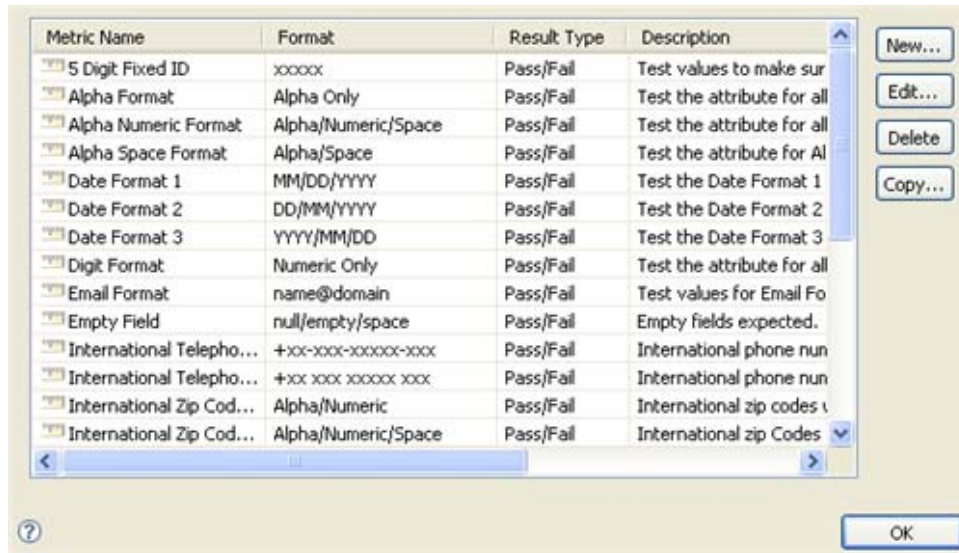 Metric Name Format Result Type Description
5 Digit Fixed ID xxxxx Pass/Fail Test values to make sur
Alpha Format Alpha Only Pass/Fail Test the attribute for all
Alpha Numeric Format Alpha/Numeric/Space Pass/Fail Test the attribute for all
Alpha Space Format Alpha/Space Pass/Fail Test the attribute for Al
Date Format 1 MM/DD/YYYY Pass/Fail Test the Date Format 1
Date Format 2 DD/MM/YYYY Pass/Fail Test the Date Format 2
Date Format 3 YYYY/MM/DD Pass/Fail Test the Date Format 3
Digit Format Numeric Only Pass/Fail Test the attribute for all
Email Format name@domain Pass/Fail Test values for Email Fo
Empty Field null/empty/space Pass/Fail Empty fields expected.
International Telepho... +xx-xxx-xxxxx-xxx Pass/Fail International phone nun
International Telepho... +xx xxx xxxxx xxx Pass/Fail International phone nun
International Zip Cod... Alpha/Numeric Pass/Fail International zip codes
International Zip Cod... Alpha/Numeric/Space Pass/Fail International zip Codes
New...
Edit...
Delete
Copy...
?
OK